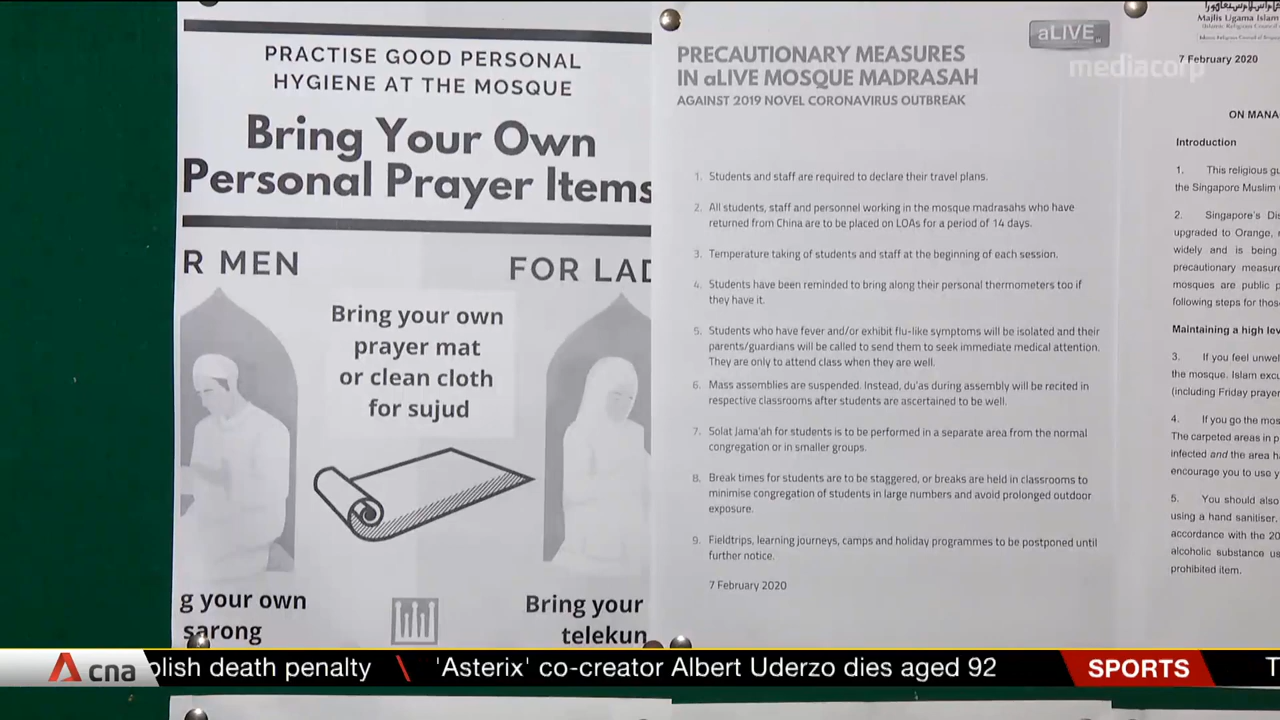 PRACTISE GOOD PERSONAL
HYGIENE AT THE MOSQUE
Bring Your Own
Personal Prayer Items
R MEN
FOR LAD
Bring your own
prayer mat
or clean cloth
for sujud
g your own
sarong
Bring your
telekun
aLIVE
PRECAUTIONARY MEASURES
IN aLIVE MOSQUE MADRASAH
AGAINST 2019 NOVEL CORONAVIRUS OUTBREAK
1. Students and staff are required to declare their travel plans.
2. All students, staff and personnel working in the mosque madrasahs who have
returned from China are to be placed on LOAs for a period of 14 days.
3. Temperature taking of students and staff at the beginning of each session.
4. Students have been reminded to bring along their personal thermometers too if
they have it.
5. Students who have fever and/or exhibit flu-like symptoms will be isolated and their
parents/guardians will be called to send them to seek immediate medical attention.
They are only to attend class when they are well.
6. Mass assemblies are suspended. Instead, du'as during assembly will be recited in
respective classrooms after students are ascertained to be well.
7. Solat Jama'ah for students is to be performed in a separate area from the normal
congregation or in smaller groups.
8. Break times for students are to be staggered, or breaks are held in classrooms to
minimise congregation of students in large numbers and avoid prolonged outdoor
exposure.
9. Fieldtrips, learning journeys, camps and holiday programmes to be postponed until
further notice.
7 February 2020
mediacorp
Majlis Ugama Islam
7 February 2020
ON MANA
Introduction
1. This religious gu
the Singapore Muslim
2. Singapore's Di
upgraded to Orange,
widely and is being
precautionary measur
mosques are public p
following steps for thos
Maintaining a high lev
3. If you feel unwe
the mosque. Islam excu
(including Friday prayer
4. If you go the mos
The carpeted areas in p
infected and the area h
encourage you to use y
5. You should also
using a hand sanitiser,
accordance with the 20
alcoholic substance us
prohibited item.
cna
olish death penalty \ 'Asterix' co-creator Albert Uderzo dies aged 92
SPORTS
T